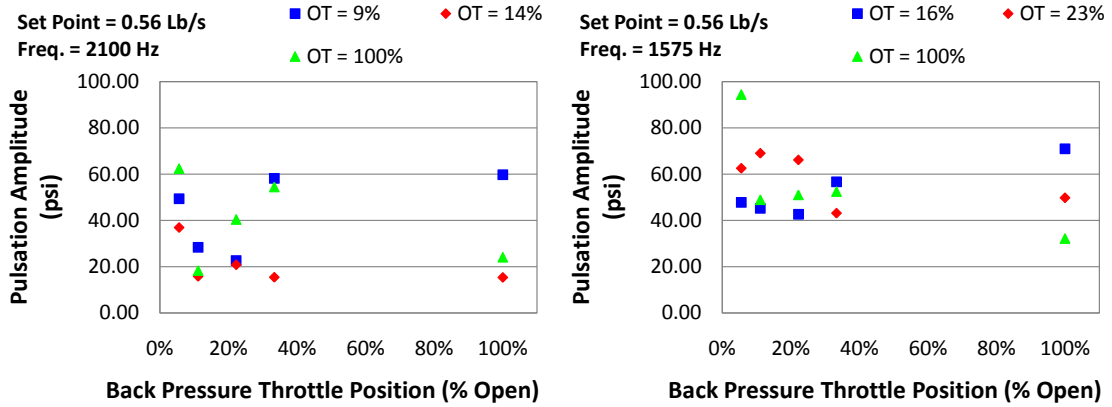 Set Point = 0.56 Lb/s
Freq. = 2100 Hz
OT = 9%
OT = 14%
OT = 100%
Pulsation Amplitude
(psi)
100.00
80.00
60.00
40.00
20.00
0.00
0% 20% 40% 60% 80% 100%
Back Pressure Throttle Position (% Open)
Set Point = 0.56 Lb/s
Freq. = 1575 Hz
OT = 16%
OT = 23%
OT = 100%
Pulsation Amplitude
(psi)
100.00
80.00
60.00
40.00
20.00
0.00
0% 20% 40% 60% 80% 100%
Back Pressure Throttle Position (% Open)